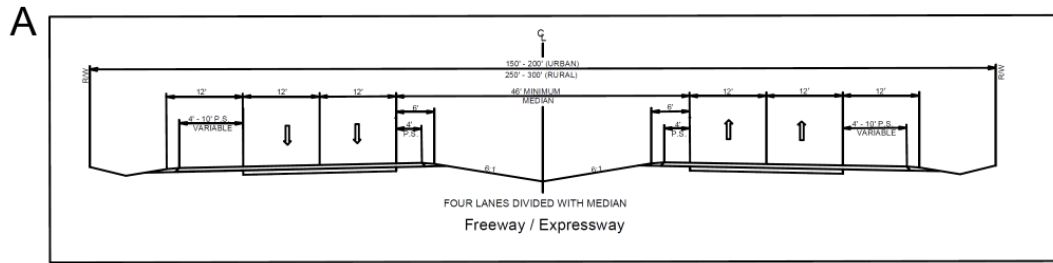 A
CL
150' - 200' (URBAN)
250' - 300' (RURAL)
R/W
R/W
12' 12' 12' 46' MINIMUM 12' 12' 12'
MEDIAN
6' 6'
4' - 10' P.S. 4' 4' 4' - 10' P.S.
VARIABLE P.S. P.S. VARIABLE
6:1 6:1
FOUR LANES DIVIDED WITH MEDIAN
Freeway / Expressway